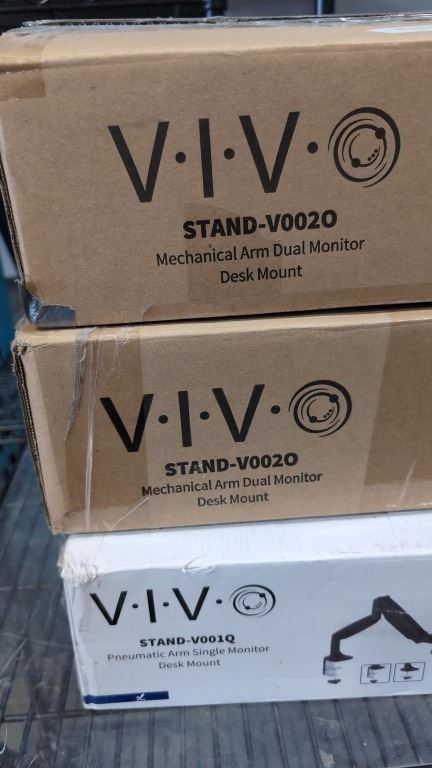 V·I·V·O
STAND-V002O
Mechanical Arm Dual Monitor
Desk Mount
V·I·V·O
STAND-V002O
Mechanical Arm Dual Monitor
Desk Mount
V·I·V·O
STAND-V001Q
Pneumatic Arm Single Monitor
Desk Mount